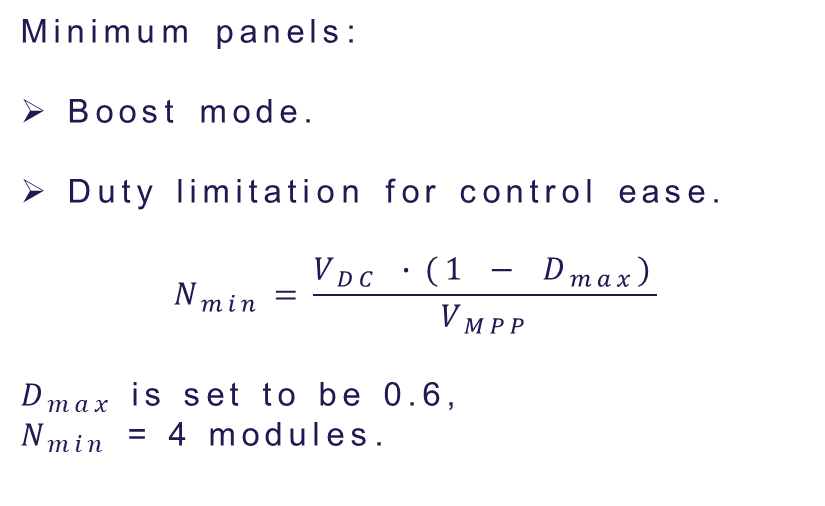 Minimum panels:
➢ Boost mode.
➢ Duty limitation for control ease.
N_min = V_DC · (1 − D_max) / V_MPP
D_max is set to be 0.6,
N_min = 4 modules.